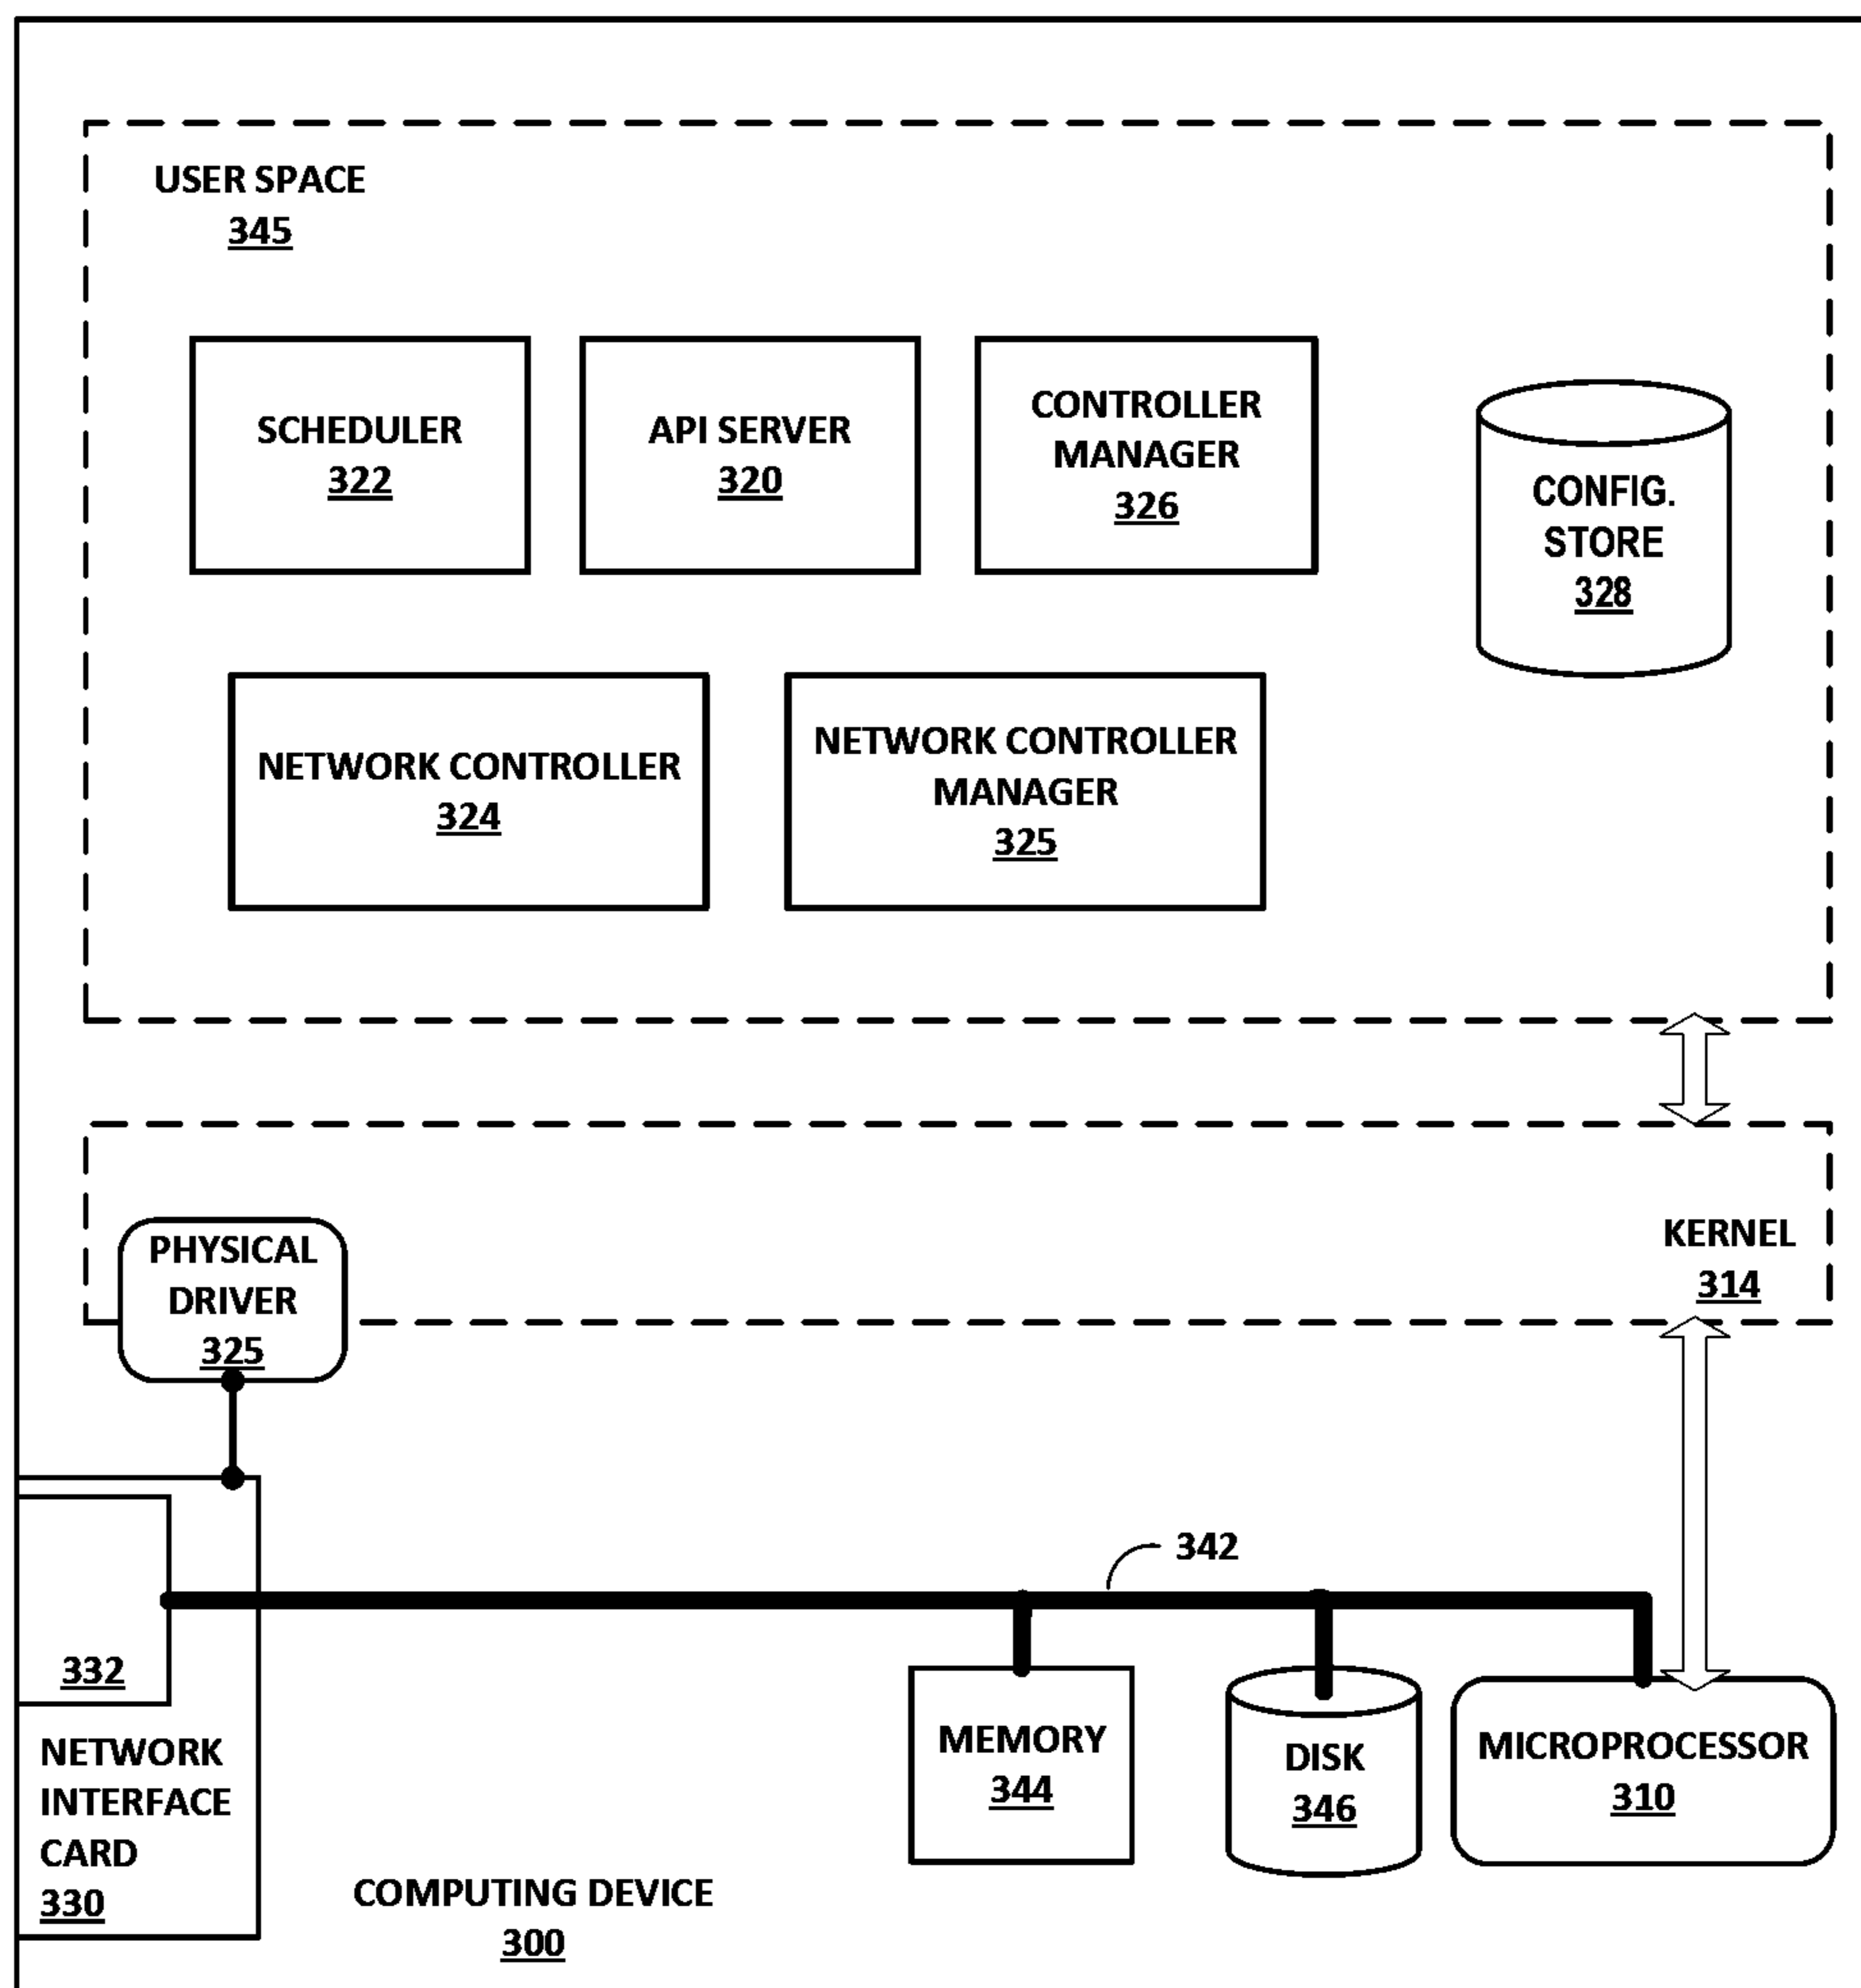 USER SPACE
345
SCHEDULER
322
API SERVER
320
CONTROLLER
MANAGER
326
CONFIG.
STORE
328
NETWORK CONTROLLER
324
NETWORK CONTROLLER
MANAGER
325
KERNEL
314
PHYSICAL
DRIVER
325
342
332
NETWORK
INTERFACE
CARD
330
MEMORY
344
DISK
346
MICROPROCESSOR
310
COMPUTING DEVICE
300